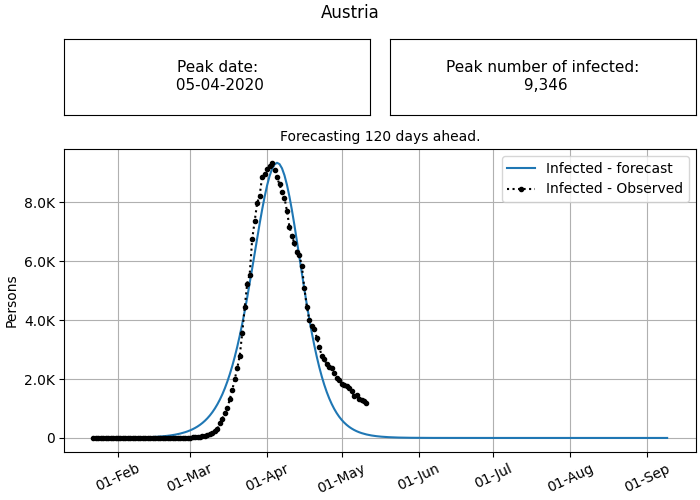 Austria
Peak date:
05-04-2020
Peak number of infected:
9,346
Forecasting 120 days ahead.
Infected - forecast
Infected - Observed
Persons
8.0K
6.0K
4.0K
2.0K
0
01-Feb
01-Mar
01-Apr
01-May
01-Jun
01-Jul
01-Aug
01-Sep